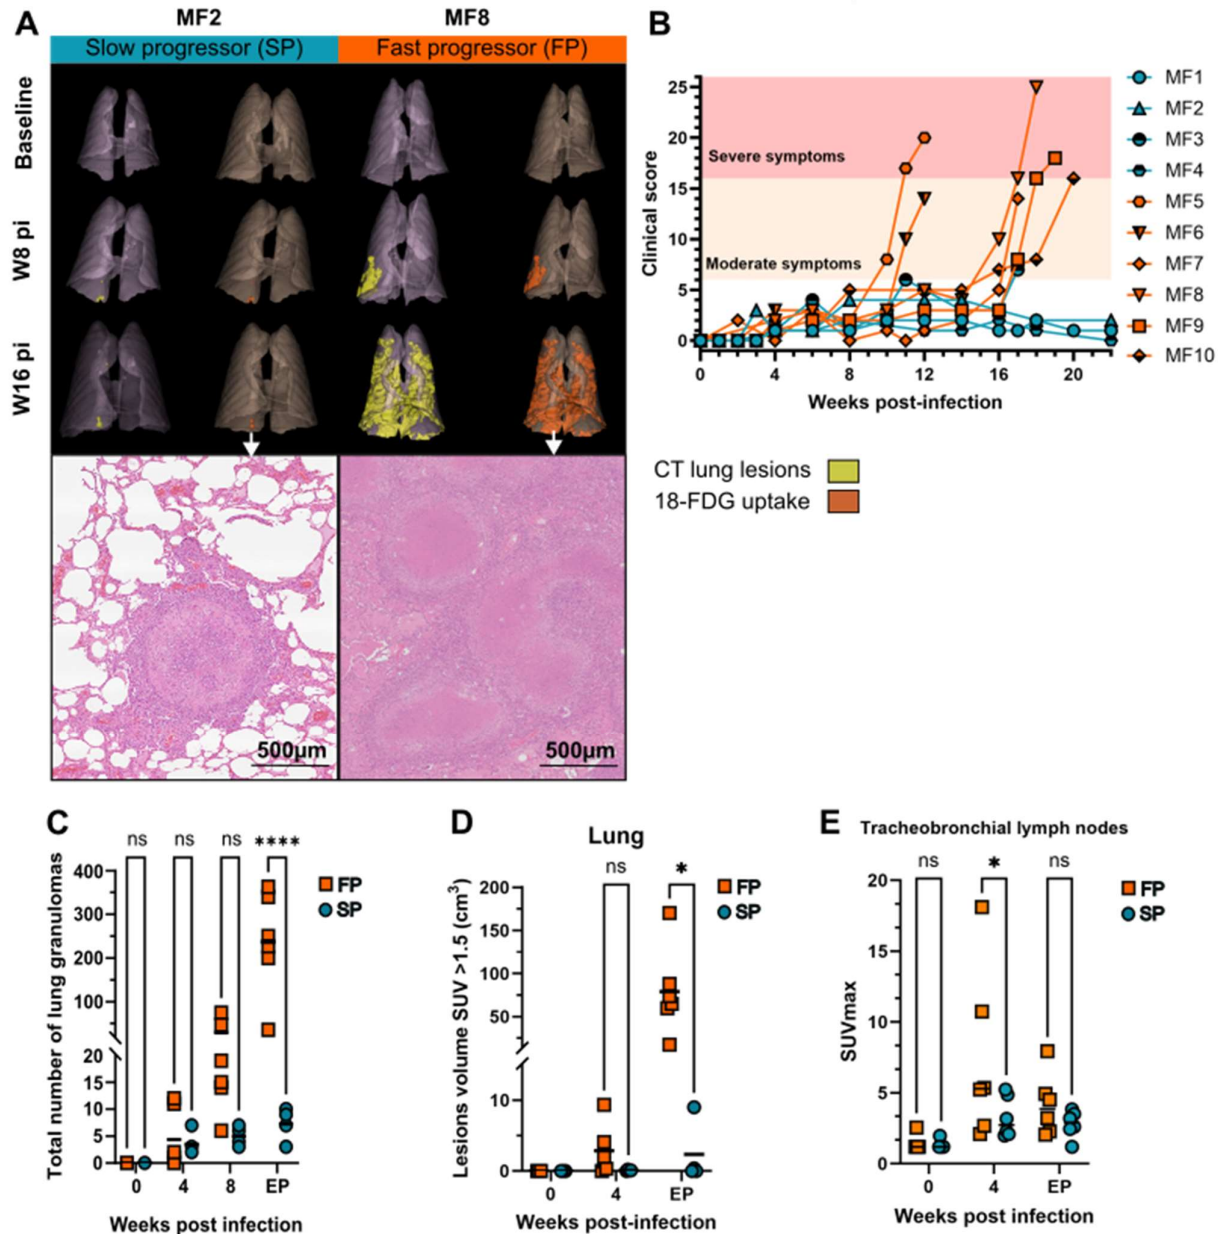 A
MF2
MF8
Slow progressor (SP)
Fast progressor (FP)
Baseline
W8 pi
W16 pi
500µm
500µm
B
Clinical score
25
20
15
10
5
0
Severe symptoms
Moderate symptoms
0
4
8
12
16
20
Weeks post-infection
MF1
MF2
MF3
MF4
MF5
MF6
MF7
MF8
MF9
MF10
CT lung lesions
18-FDG uptake
C
ns
ns
ns
****
Total number of lung granulomas
400
300
200
100
20
15
10
5
0
0
4
8
EP
Weeks post infection
FP
SP
D
Lung
ns
*
Lesions volume SUV >1.5 (cm³)
200
150
100
50
10
0
0
4
EP
Weeks post-infection
FP
SP
E
Tracheobronchial lymph nodes
ns
*
ns
SUVmax
20
15
10
5
0
0
4
EP
Weeks post infection
FP
SP